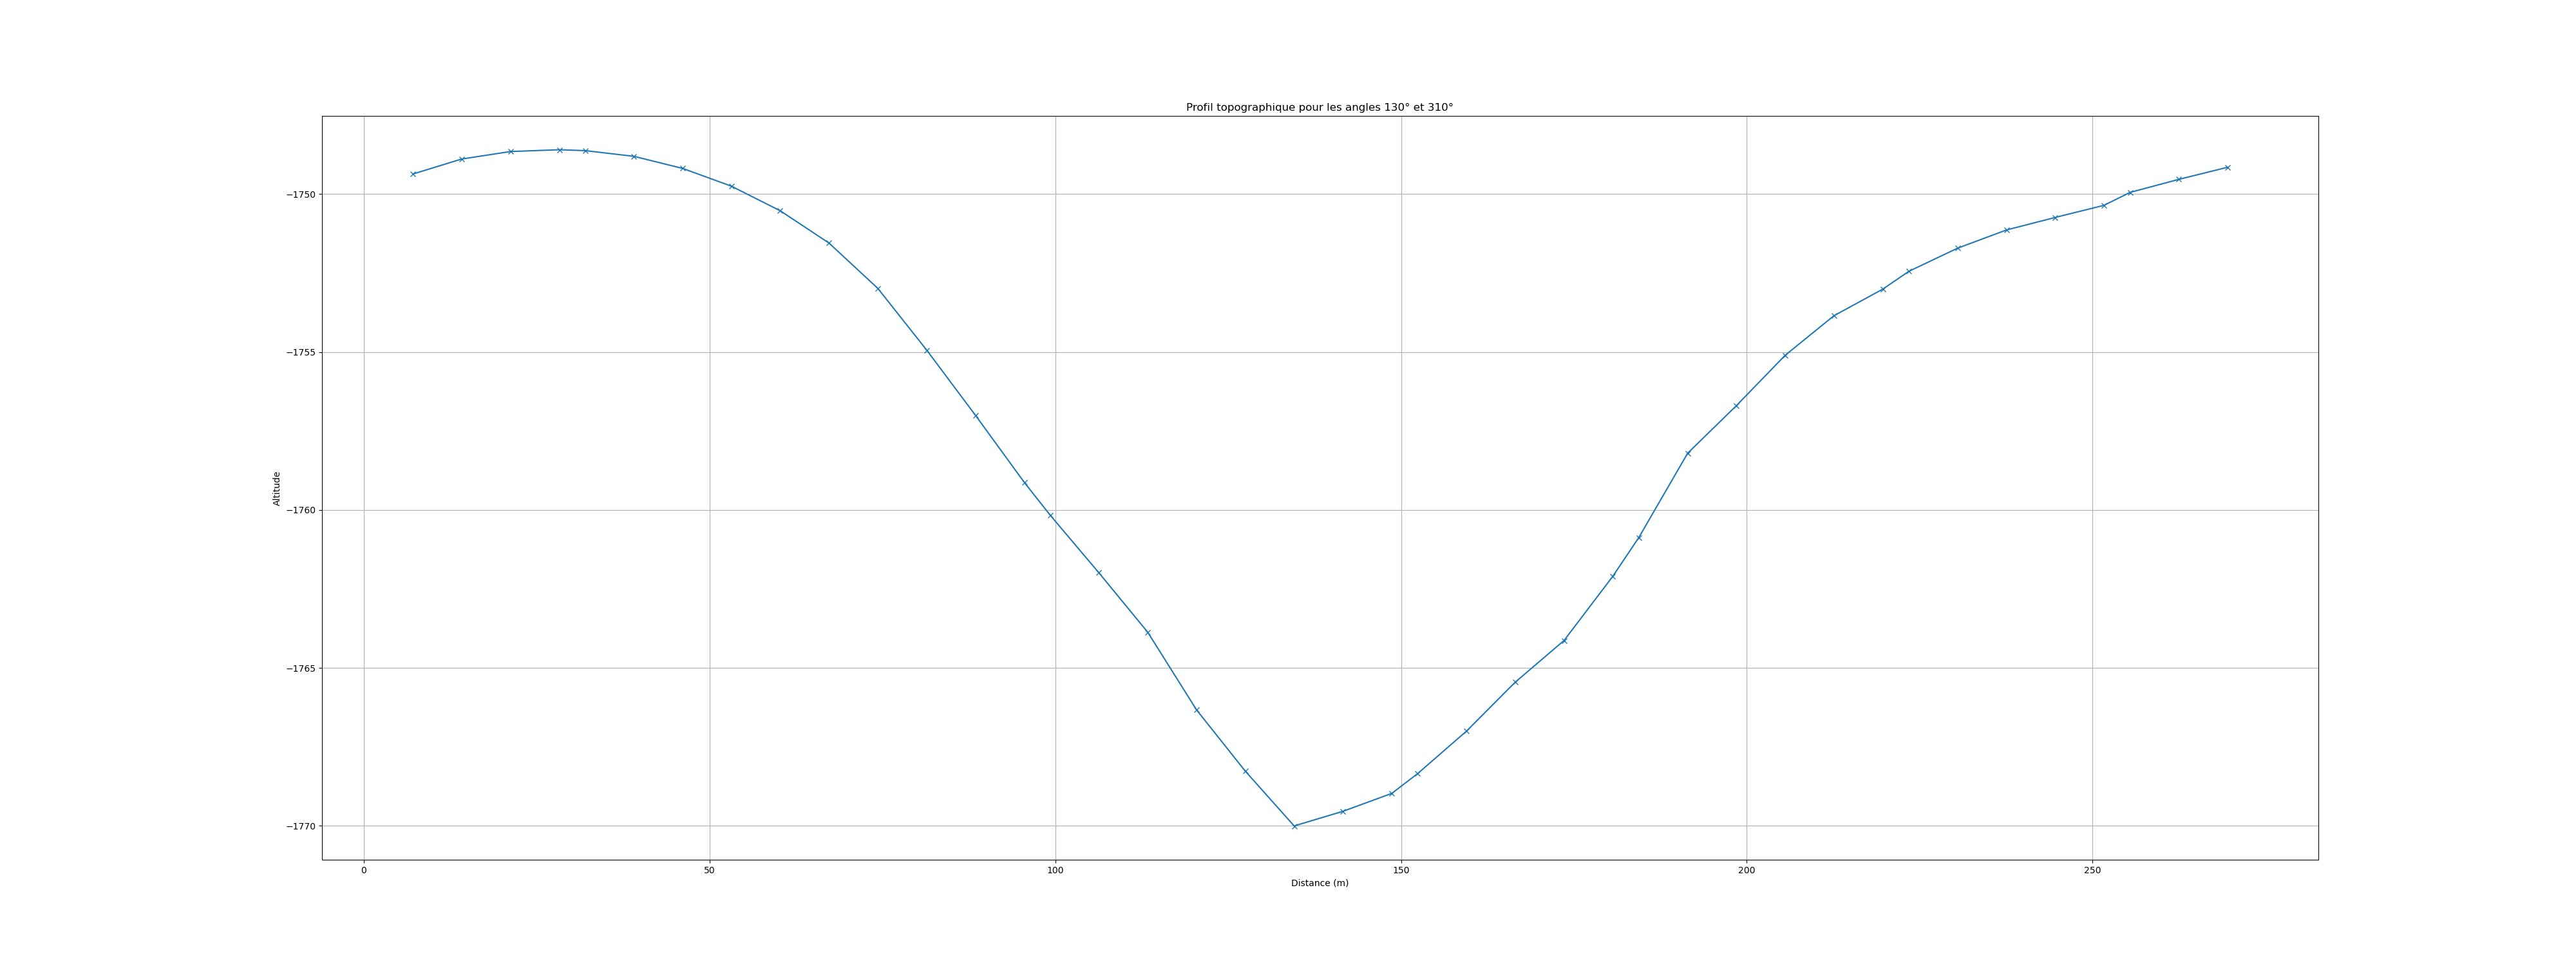 Profil topographique pour les angles 130° et 310°
Altitude
−1750
−1755
−1760
−1765
−1770
0 50 100 150 200 250
Distance (m)